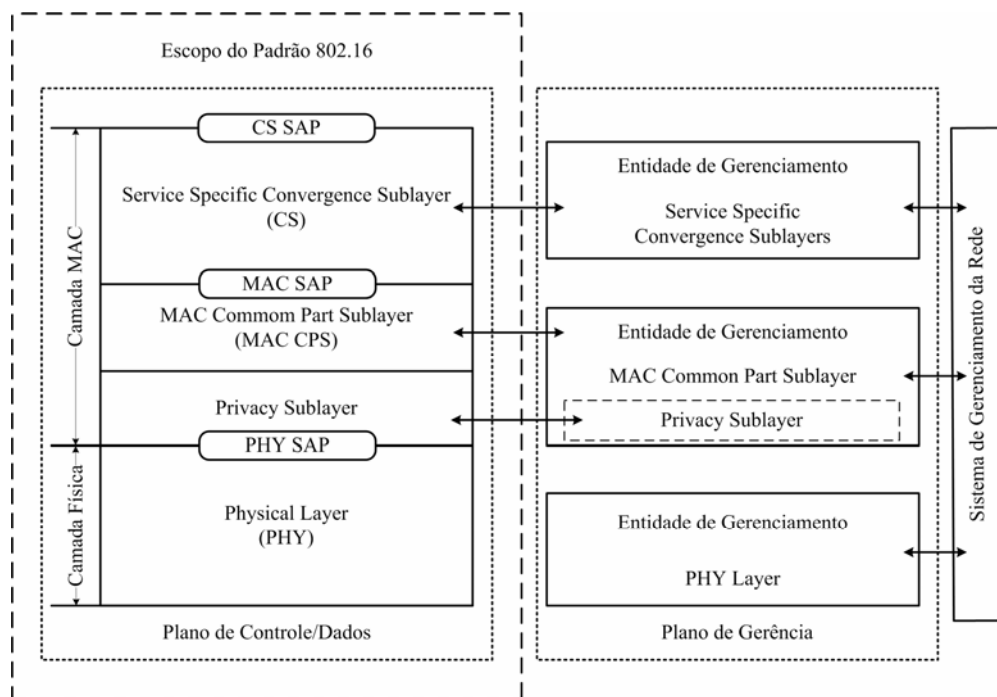 Escopo do Padrão 802.16
CS SAP
Service Specific Convergence Sublayer
(CS)
MAC SAP
MAC Commom Part Sublayer
(MAC CPS)
Privacy Sublayer
PHY SAP
Physical Layer
(PHY)
Camada MAC
Camada Física
Plano de Controle/Dados
Entidade de Gerenciamento
Service Specific
Convergence Sublayers
Entidade de Gerenciamento
MAC Common Part Sublayer
Privacy Sublayer
Entidade de Gerenciamento
PHY Layer
Plano de Gerência
Sistema de Gerenciamento da Rede